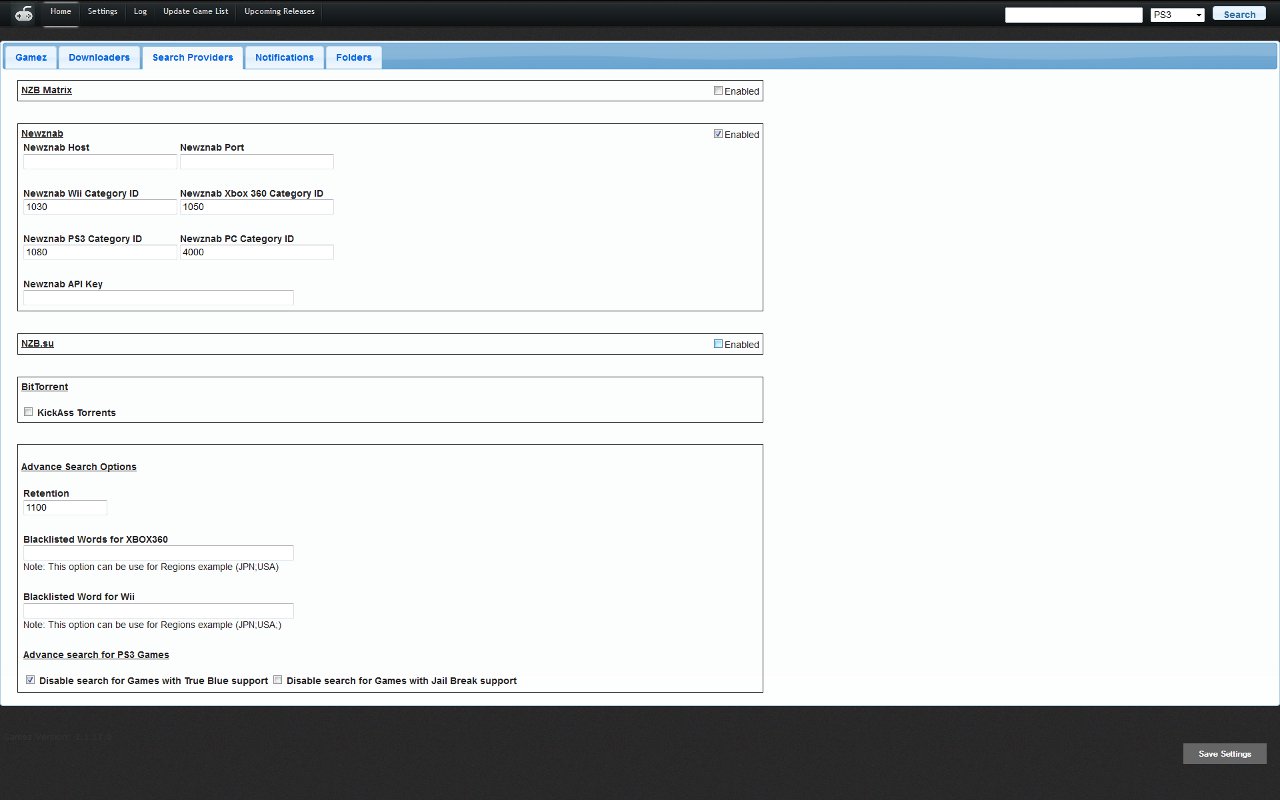 Home Settings Log Update Game List Upcoming Releases PS3 Search
Gamez Downloaders Search Providers Notifications Folders
NZB Matrix Enabled
Newznab Enabled
Newznab Host Newznab Port
Newznab Wii Category ID Newznab Xbox 360 Category ID
1030 1050
Newznab PS3 Category ID Newznab PC Category ID
1080 4000
Newznab API Key
NZB.su Enabled
BitTorrent
KickAss Torrents
Advance Search Options
Retention
1100
Blacklisted Words for XBOX360
Note: This option can be use for Regions example (JPN;USA)
Blacklisted Word for Wii
Note: This option can be use for Regions example (JPN;USA;)
Advance search for PS3 Games
Disable search for Games with True Blue support Disable search for Games with Jail Break support
Save Settings